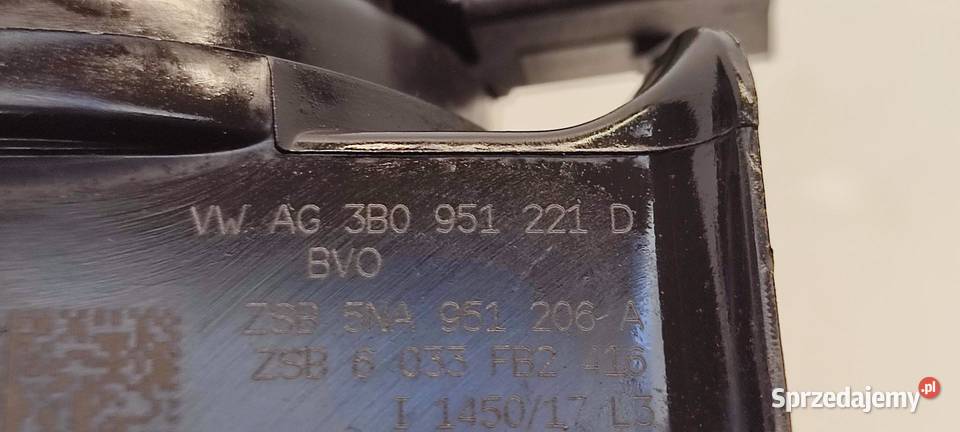 VW AG 3B0 951 221 D
BVO
ZSB 5NA 951 206 A
ZSB 6 033 FB2 416
I 1450/17 L3
Sprzedajemy .pl